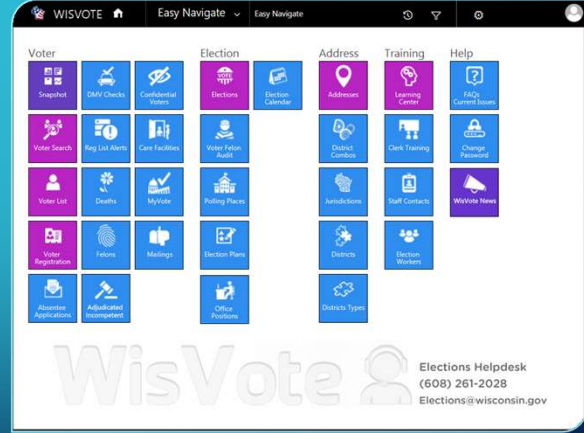 WISVOTE Easy Navigate Easy Navigate
Voter Election Address Training Help
Snapshot
DMV Checks
Confidential
Voters
Elections
Election
Calendar
Addresses
Learning
Center
FAQs
Current Issues
Voter Search
Reg List Alerts
Care Facilities
Voter Felon
Audit
District
Combos
Clerk Training
Change
Password
Voter List
Deaths
MyVote
Polling Places
Jurisdictions
Staff Contacts
WisVote News
Voter
Registration
Felons
Mailings
Election Plans
Districts
Election
Workers
Absentee
Applications
Adjudicated
Incompetent
Office
Positions
Districts Types
WisVote
Elections Helpdesk
(608) 261-2028
Elections@wisconsin.gov